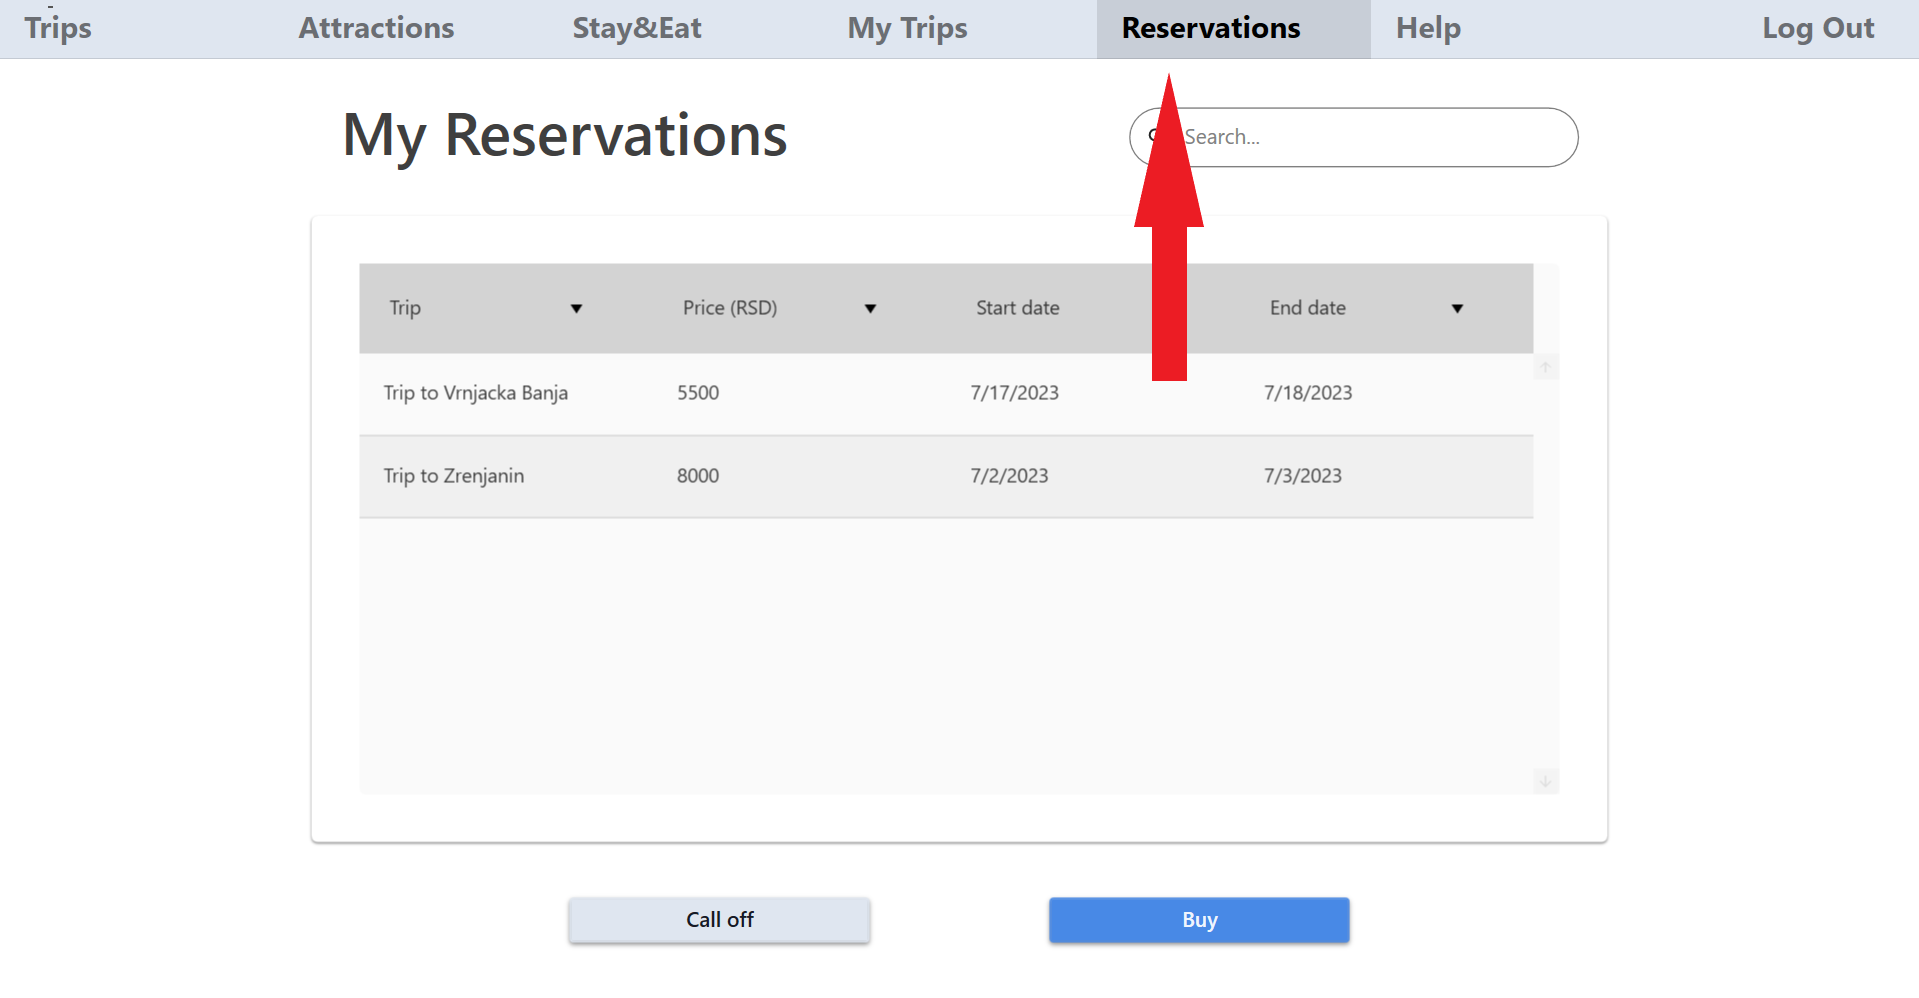 Trips Attractions Stay&Eat My Trips Reservations Help Log Out
My Reservations
Search...
Trip Price (RSD) Start date End date
Trip to Vrnjacka Banja 5500 7/17/2023 7/18/2023
Trip to Zrenjanin 8000 7/2/2023 7/3/2023
Call off Buy